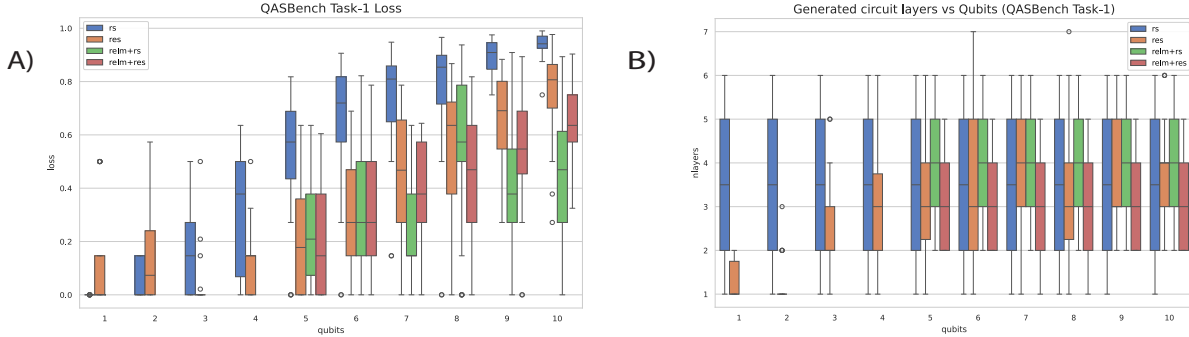 A)
QASBench Task-1 Loss
rs
res
relm+rs
relm+res
loss
1.0
0.8
0.6
0.4
0.2
0.0
1 2 3 4 5 6 7 8 9 10
qubits
B)
Generated circuit layers vs Qubits (QASBench Task-1)
rs
res
relm+rs
relm+res
nlayers
7
6
5
4
3
2
1
1 2 3 4 5 6 7 8 9 10
qubits